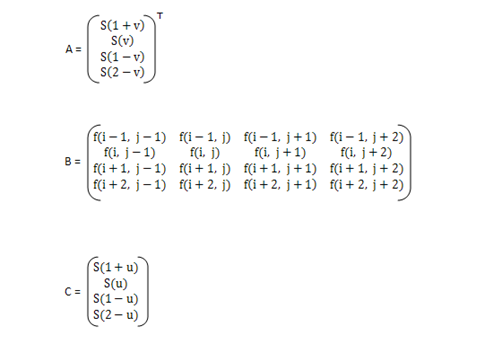 S(1 + v) T
S(v)
A =
S(1 − v)
S(2 − v)
f(i − 1, j − 1) f(i − 1, j) f(i − 1, j + 1) f(i − 1, j + 2)
f(i, j − 1) f(i, j) f(i, j + 1) f(i, j + 2)
B =
f(i + 1, j − 1) f(i + 1, j) f(i + 1, j + 1) f(i + 1, j + 2)
f(i + 2, j − 1) f(i + 2, j) f(i + 2, j + 1) f(i + 2, j + 2)
S(1 + u)
S(u)
C =
S(1 − u)
S(2 − u)